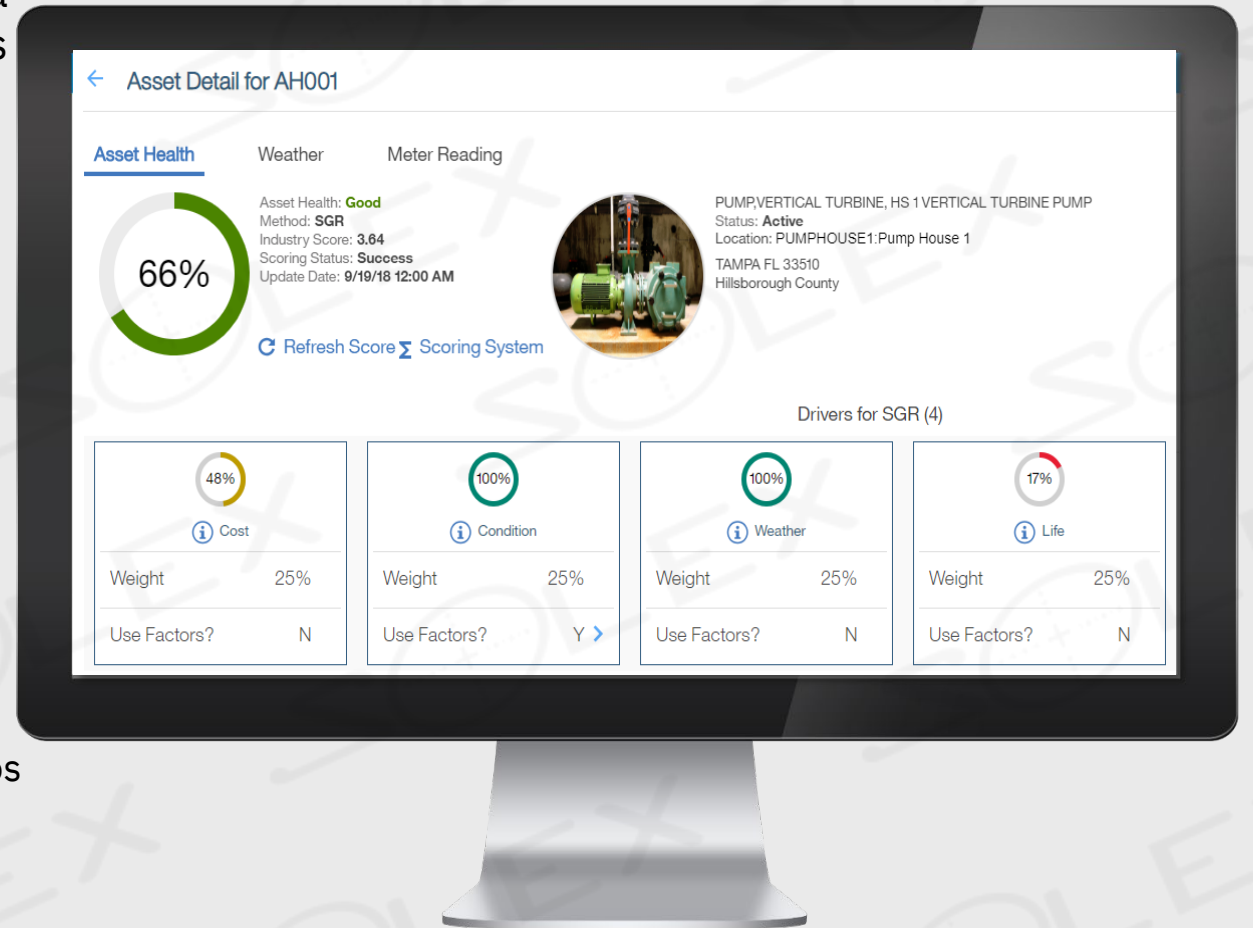 a
s
← Asset Detail for AH001
Asset Health Weather Meter Reading
66%
Asset Health: Good
Method: SGR
Industry Score: 3.64
Scoring Status: Success
Update Date: 9/19/18 12:00 AM
Refresh Score Σ Scoring System
PUMP,VERTICAL TURBINE, HS 1 VERTICAL TURBINE PUMP
Status: Active
Location: PUMPHOUSE1:Pump House 1
TAMPA FL 33510
Hillsborough County
Drivers for SGR (4)
48%
i Cost
Weight 25%
Use Factors? N
100%
i Condition
Weight 25%
Use Factors? Y >
100%
i Weather
Weight 25%
Use Factors? N
17%
i Life
Weight 25%
Use Factors? N
os
SOLEX